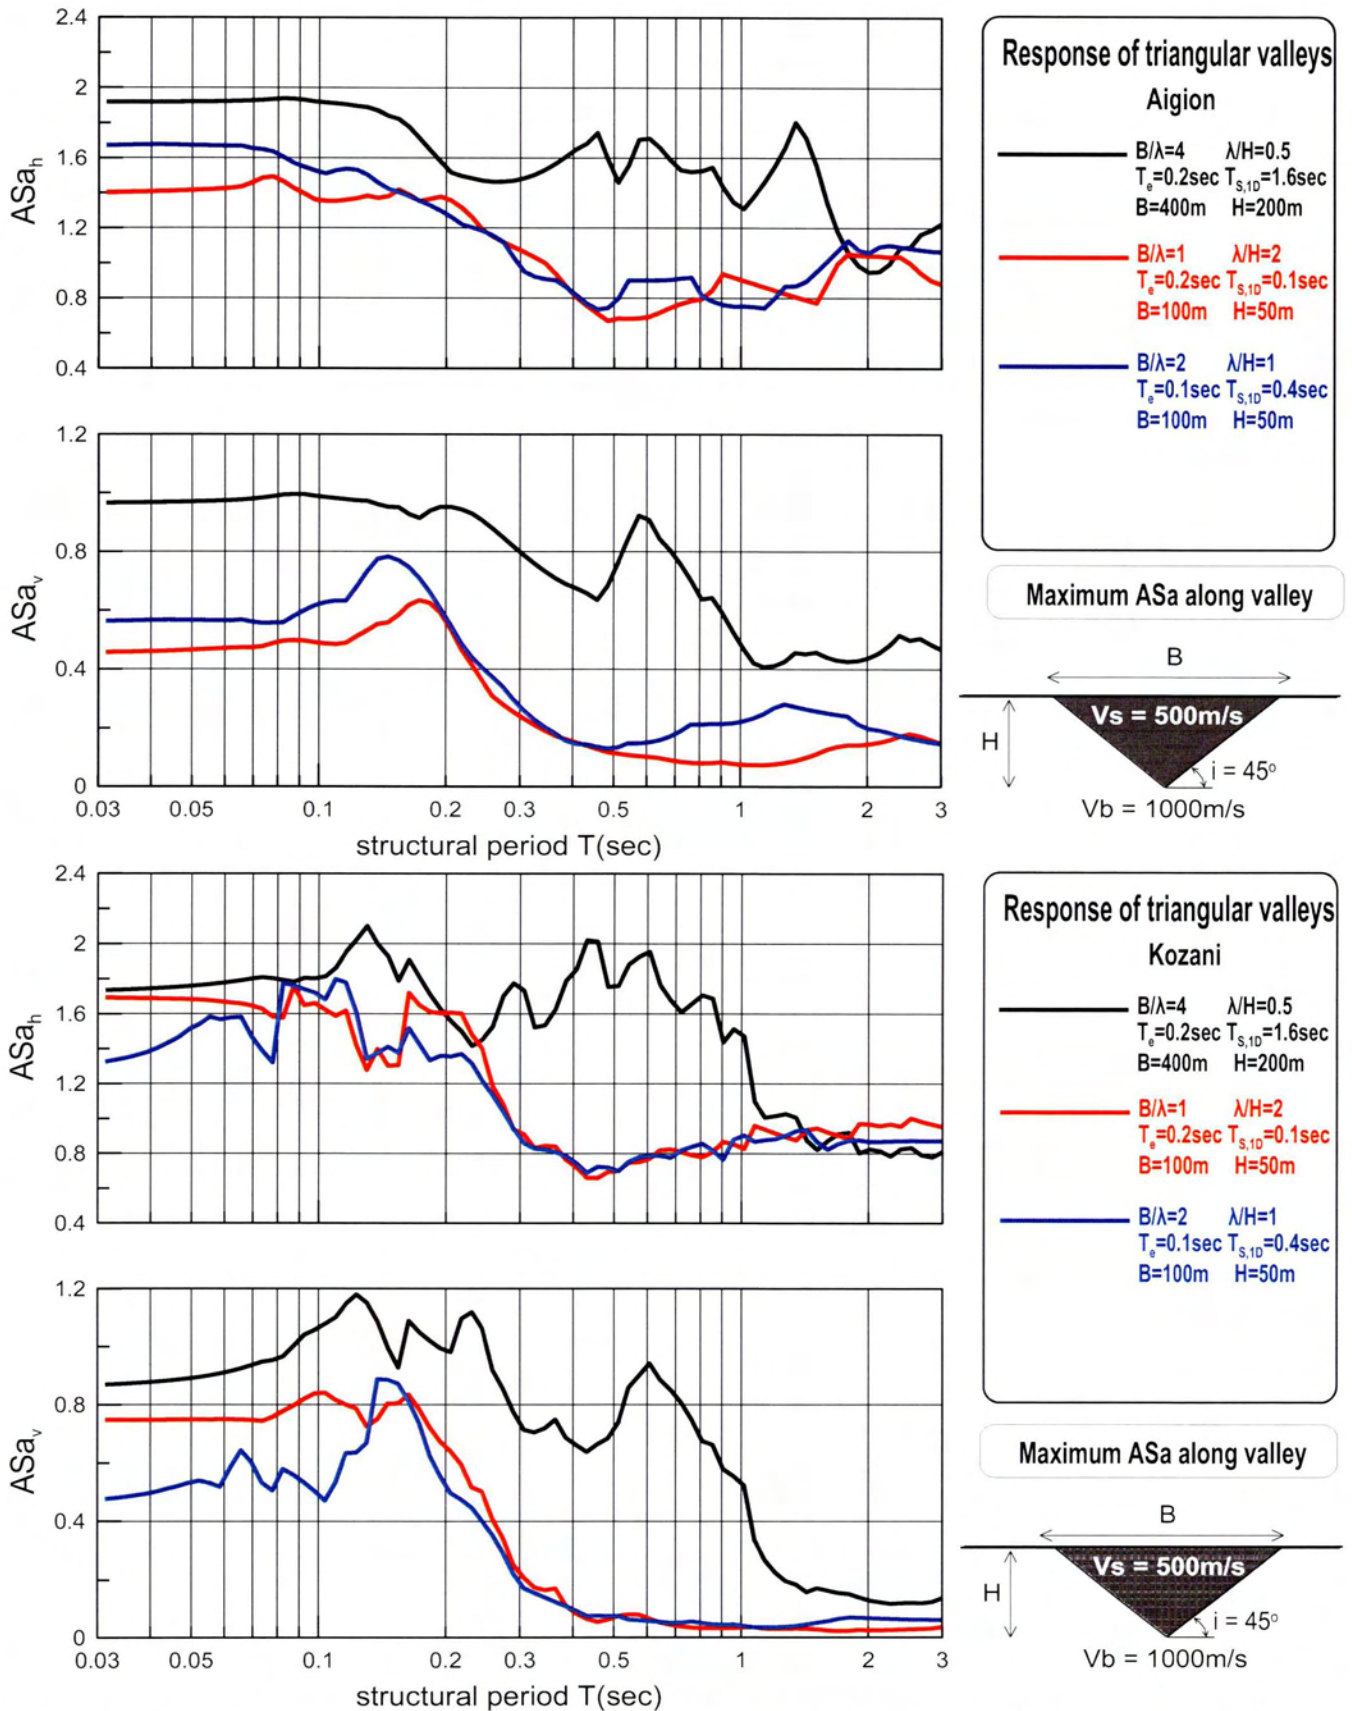 2.4
2
1.6
1.2
0.8
0.4
ASa_h
1.2
0.8
0.4
0
ASa_v
0.03 0.05 0.1 0.2 0.3 0.5 1 2 3
structural period T(sec)
Response of triangular valleys
Aigion
B/λ=4 λ/H=0.5
T_e=0.2sec T_S,1D=1.6sec
B=400m H=200m
B/λ=1 λ/H=2
T_e=0.2sec T_S,1D=0.1sec
B=100m H=50m
B/λ=2 λ/H=1
T_e=0.1sec T_S,1D=0.4sec
B=100m H=50m
Maximum ASa along valley
B
Vs = 500m/s
H
i = 45°
Vb = 1000m/s
2.4
2
1.6
1.2
0.8
0.4
ASa_h
1.2
0.8
0.4
0
ASa_v
0.03 0.05 0.1 0.2 0.3 0.5 1 2 3
structural period T(sec)
Response of triangular valleys
Kozani
B/λ=4 λ/H=0.5
T_e=0.2sec T_S,1D=1.6sec
B=400m H=200m
B/λ=1 λ/H=2
T_e=0.2sec T_S,1D=0.1sec
B=100m H=50m
B/λ=2 λ/H=1
T_e=0.1sec T_S,1D=0.4sec
B=100m H=50m
Maximum ASa along valley
B
Vs = 500m/s
H
i = 45°
Vb = 1000m/s